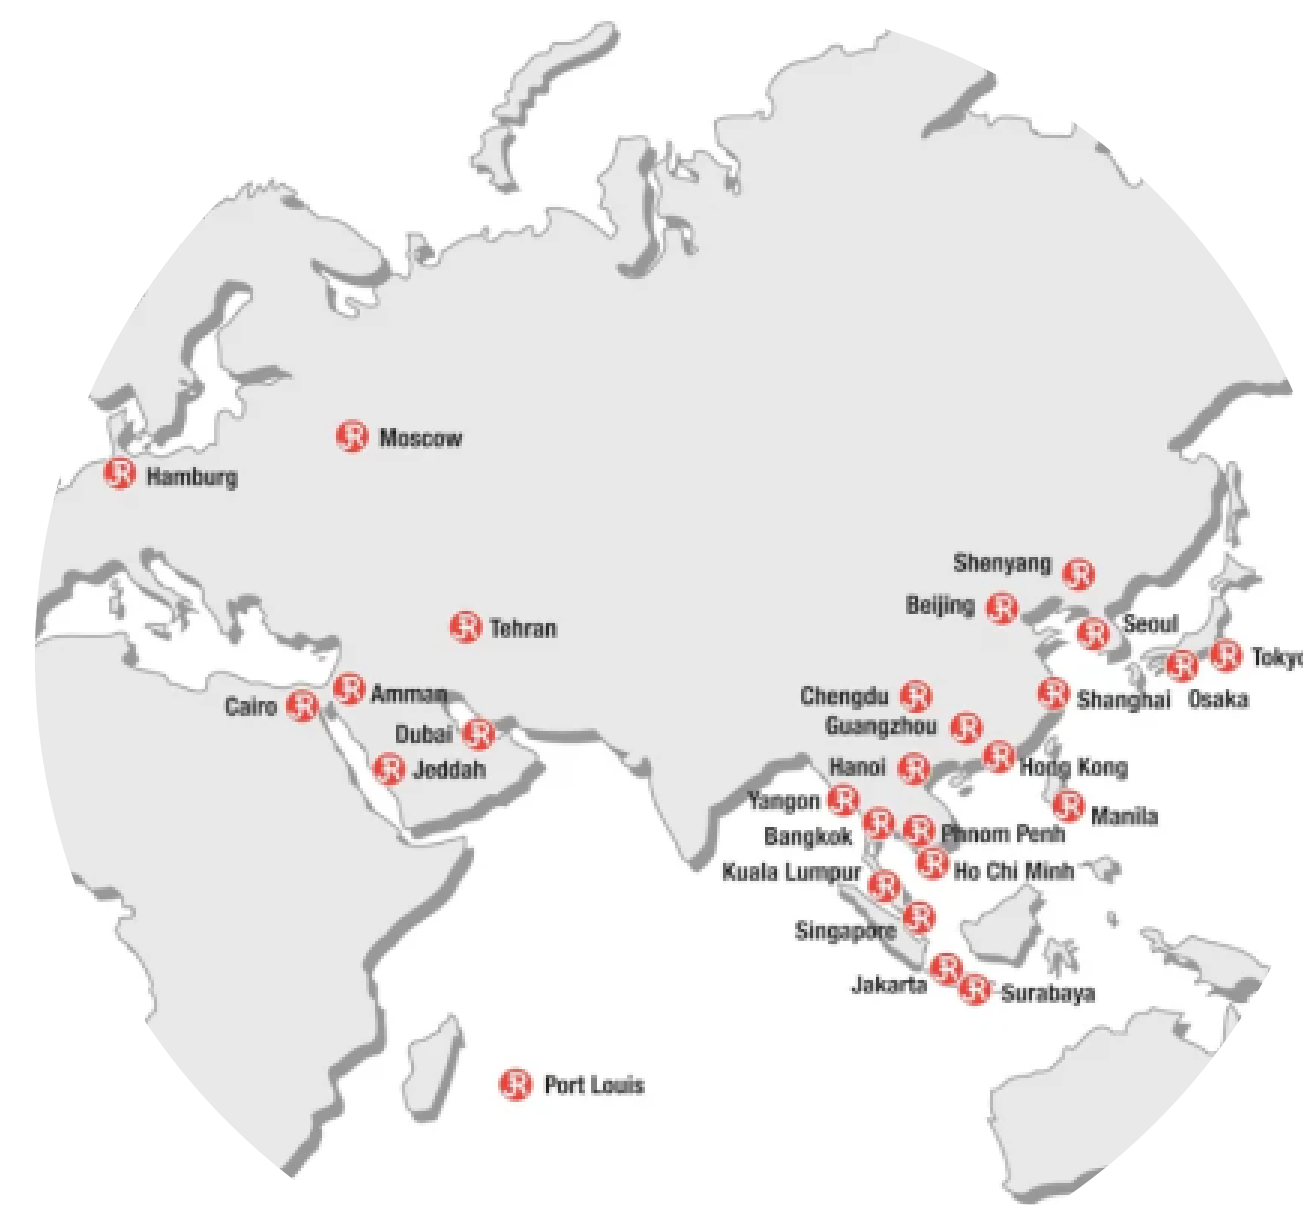 Moscow
Hamburg
Shenyang
Beijing
Seoul
Tehran
Tokyo
Amman
Chengdu
Shanghai
Osaka
Cairo
Guangzhou
Dubai
Hanoi
Hong Kong
Jeddah
Yangon
Manila
Bangkok
Phnom Penh
Kuala Lumpur
Ho Chi Minh
Singapore
Jakarta
Surabaya
Port Louis